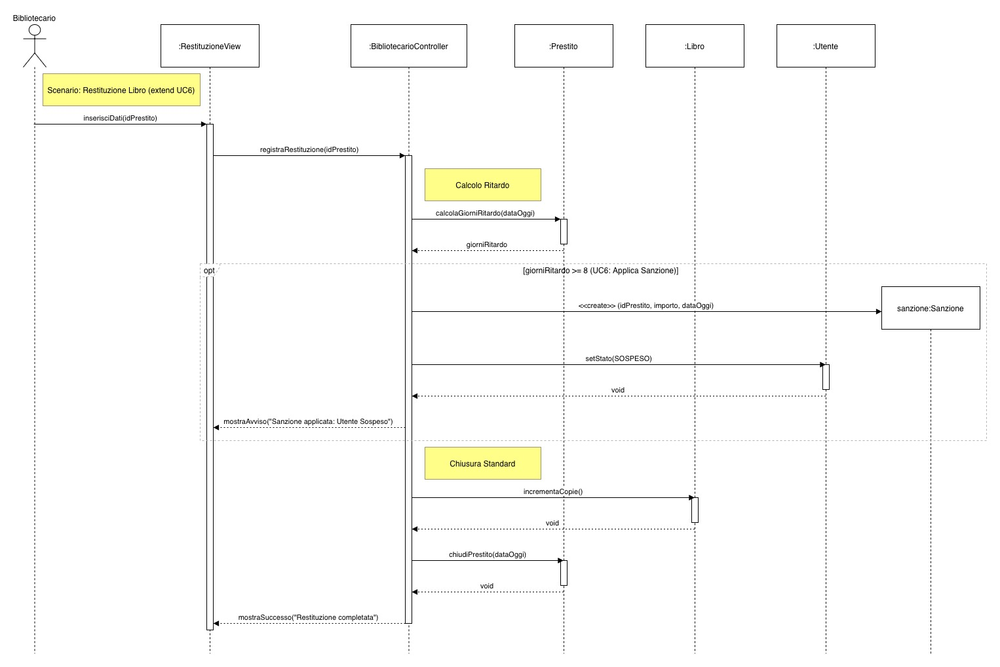 Bibliotecario
:RestituzioneView
:BibliotecarioController
:Prestito
:Libro
:Utente
Scenario: Restituzione Libro (extend UC6)
inserisciDati(idPrestito)
registraRestituzione(idPrestito)
Calcolo Ritardo
calcolaGiorniRitardo(dataOggi)
giorniRitardo
opt
[giorniRitardo >= 8 (UC6: Applica Sanzione)]
<<create>> (idPrestito, importo, dataOggi)
sanzione:Sanzione
setStato(SOSPESO)
void
mostraAvviso("Sanzione applicata: Utente Sospeso")
Chiusura Standard
incrementaCopie()
void
chiudiPrestito(dataOggi)
void
mostraSuccesso("Restituzione completata")